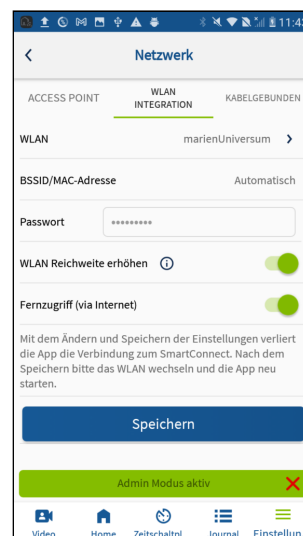 11:43
Netzwerk
ACCESS POINT
WLAN
INTEGRATION
KABELGEBUNDEN
WLAN
marienUniversum
BSSID/MAC-Adresse
Automatisch
Passwort
WLAN Reichweite erhöhen
Fernzugriff (via Internet)
Mit dem Ändern und Speichern der Einstellungen verliert
die App die Verbindung zum SmartConnect. Nach dem
Speichern bitte das WLAN wechseln und die App neu
starten.
Speichern
Admin Modus aktiv
Video
Home
Zeitschaltpl
Journal
Einstellun